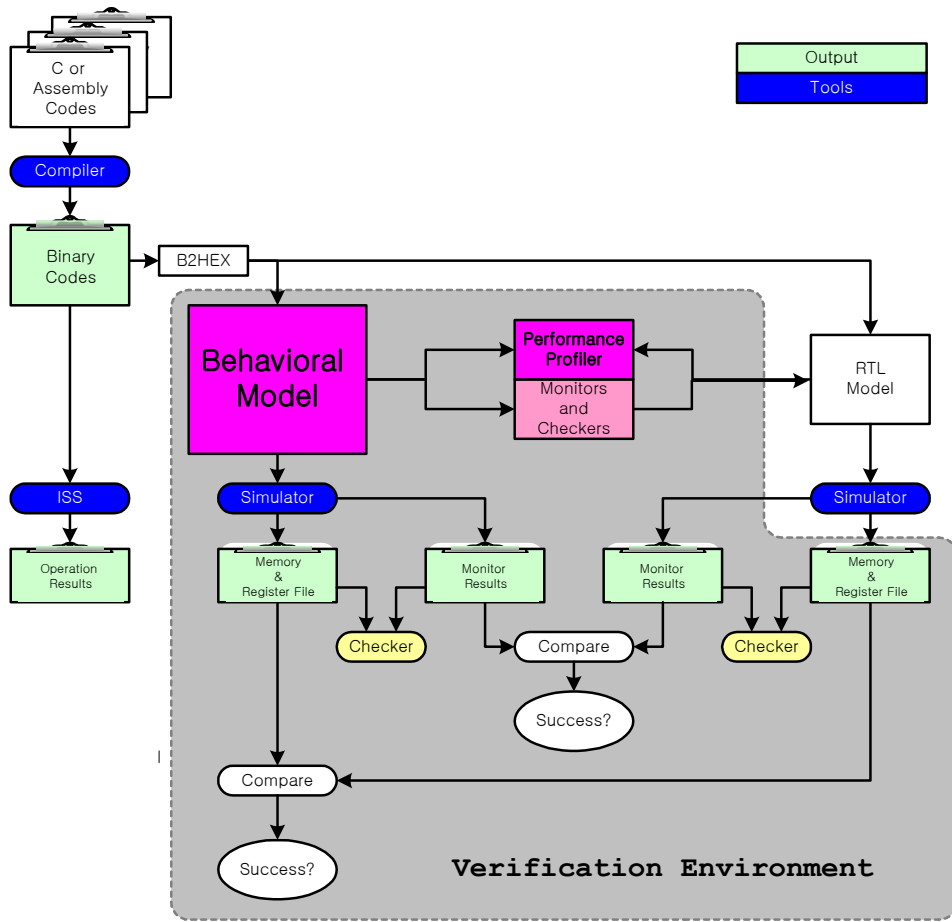 C or
Assembly
Codes
Output
Tools
Compiler
Binary
Codes
B2HEX
Behavioral
Model
Performance
Profiler
Monitors
and
Checkers
RTL
Model
ISS
Simulator
Simulator
Operation
Results
Memory
&
Register File
Monitor
Results
Monitor
Results
Memory
&
Register File
Checker
Compare
Checker
Success?
Compare
Success?
Verification Environment